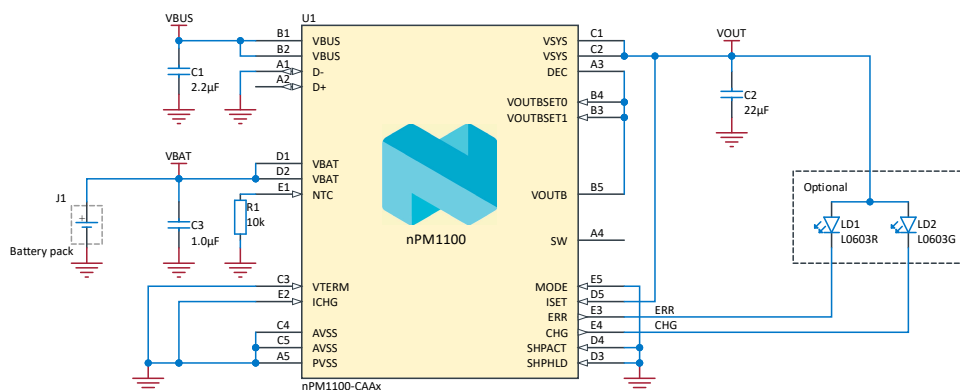 VBUS
U1
B1 VBUS
B2 VBUS
A1 D-
A2 D+
C1
2.2µF
VBAT
D1 VBAT
D2 VBAT
E1 NTC
J1
+
Battery pack
C3
1.0µF
R1
10k
C3 VTERM
E2 ICHG
C4 AVSS
C5 AVSS
A5 PVSS
nPM1100
nPM1100-CAAx
VSYS C1
VSYS C2
DEC A3
VOUTBSET0 B4
VOUTBSET1 B3
VOUTB B5
SW A4
MODE E5
ISET D5
ERR E3 ERR
CHG E4 CHG
SHPACT D4
SHPHLD D3
VOUT
C2
22µF
Optional
LD1
L0603R
LD2
L0603G